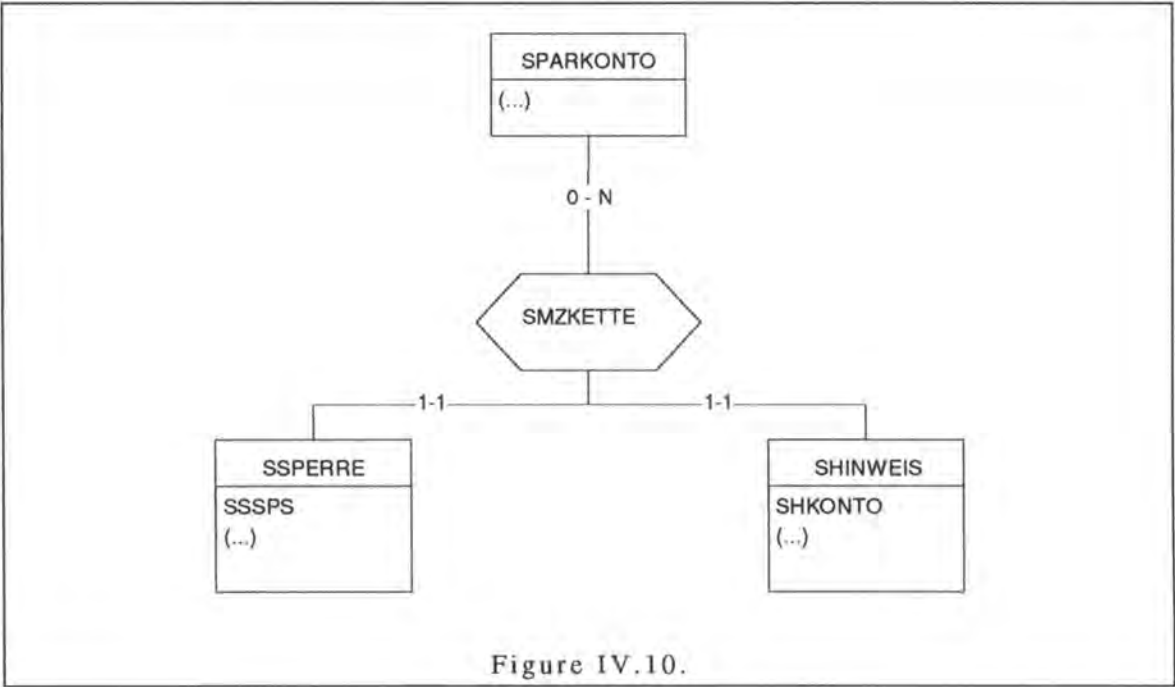 SPARKONTO
(...)
0 - N
SMZKETTE
1-1
1-1
SSPERRE
SSSPS
(...)
SHINWEIS
SHKONTO
(...)
Figure IV.10.